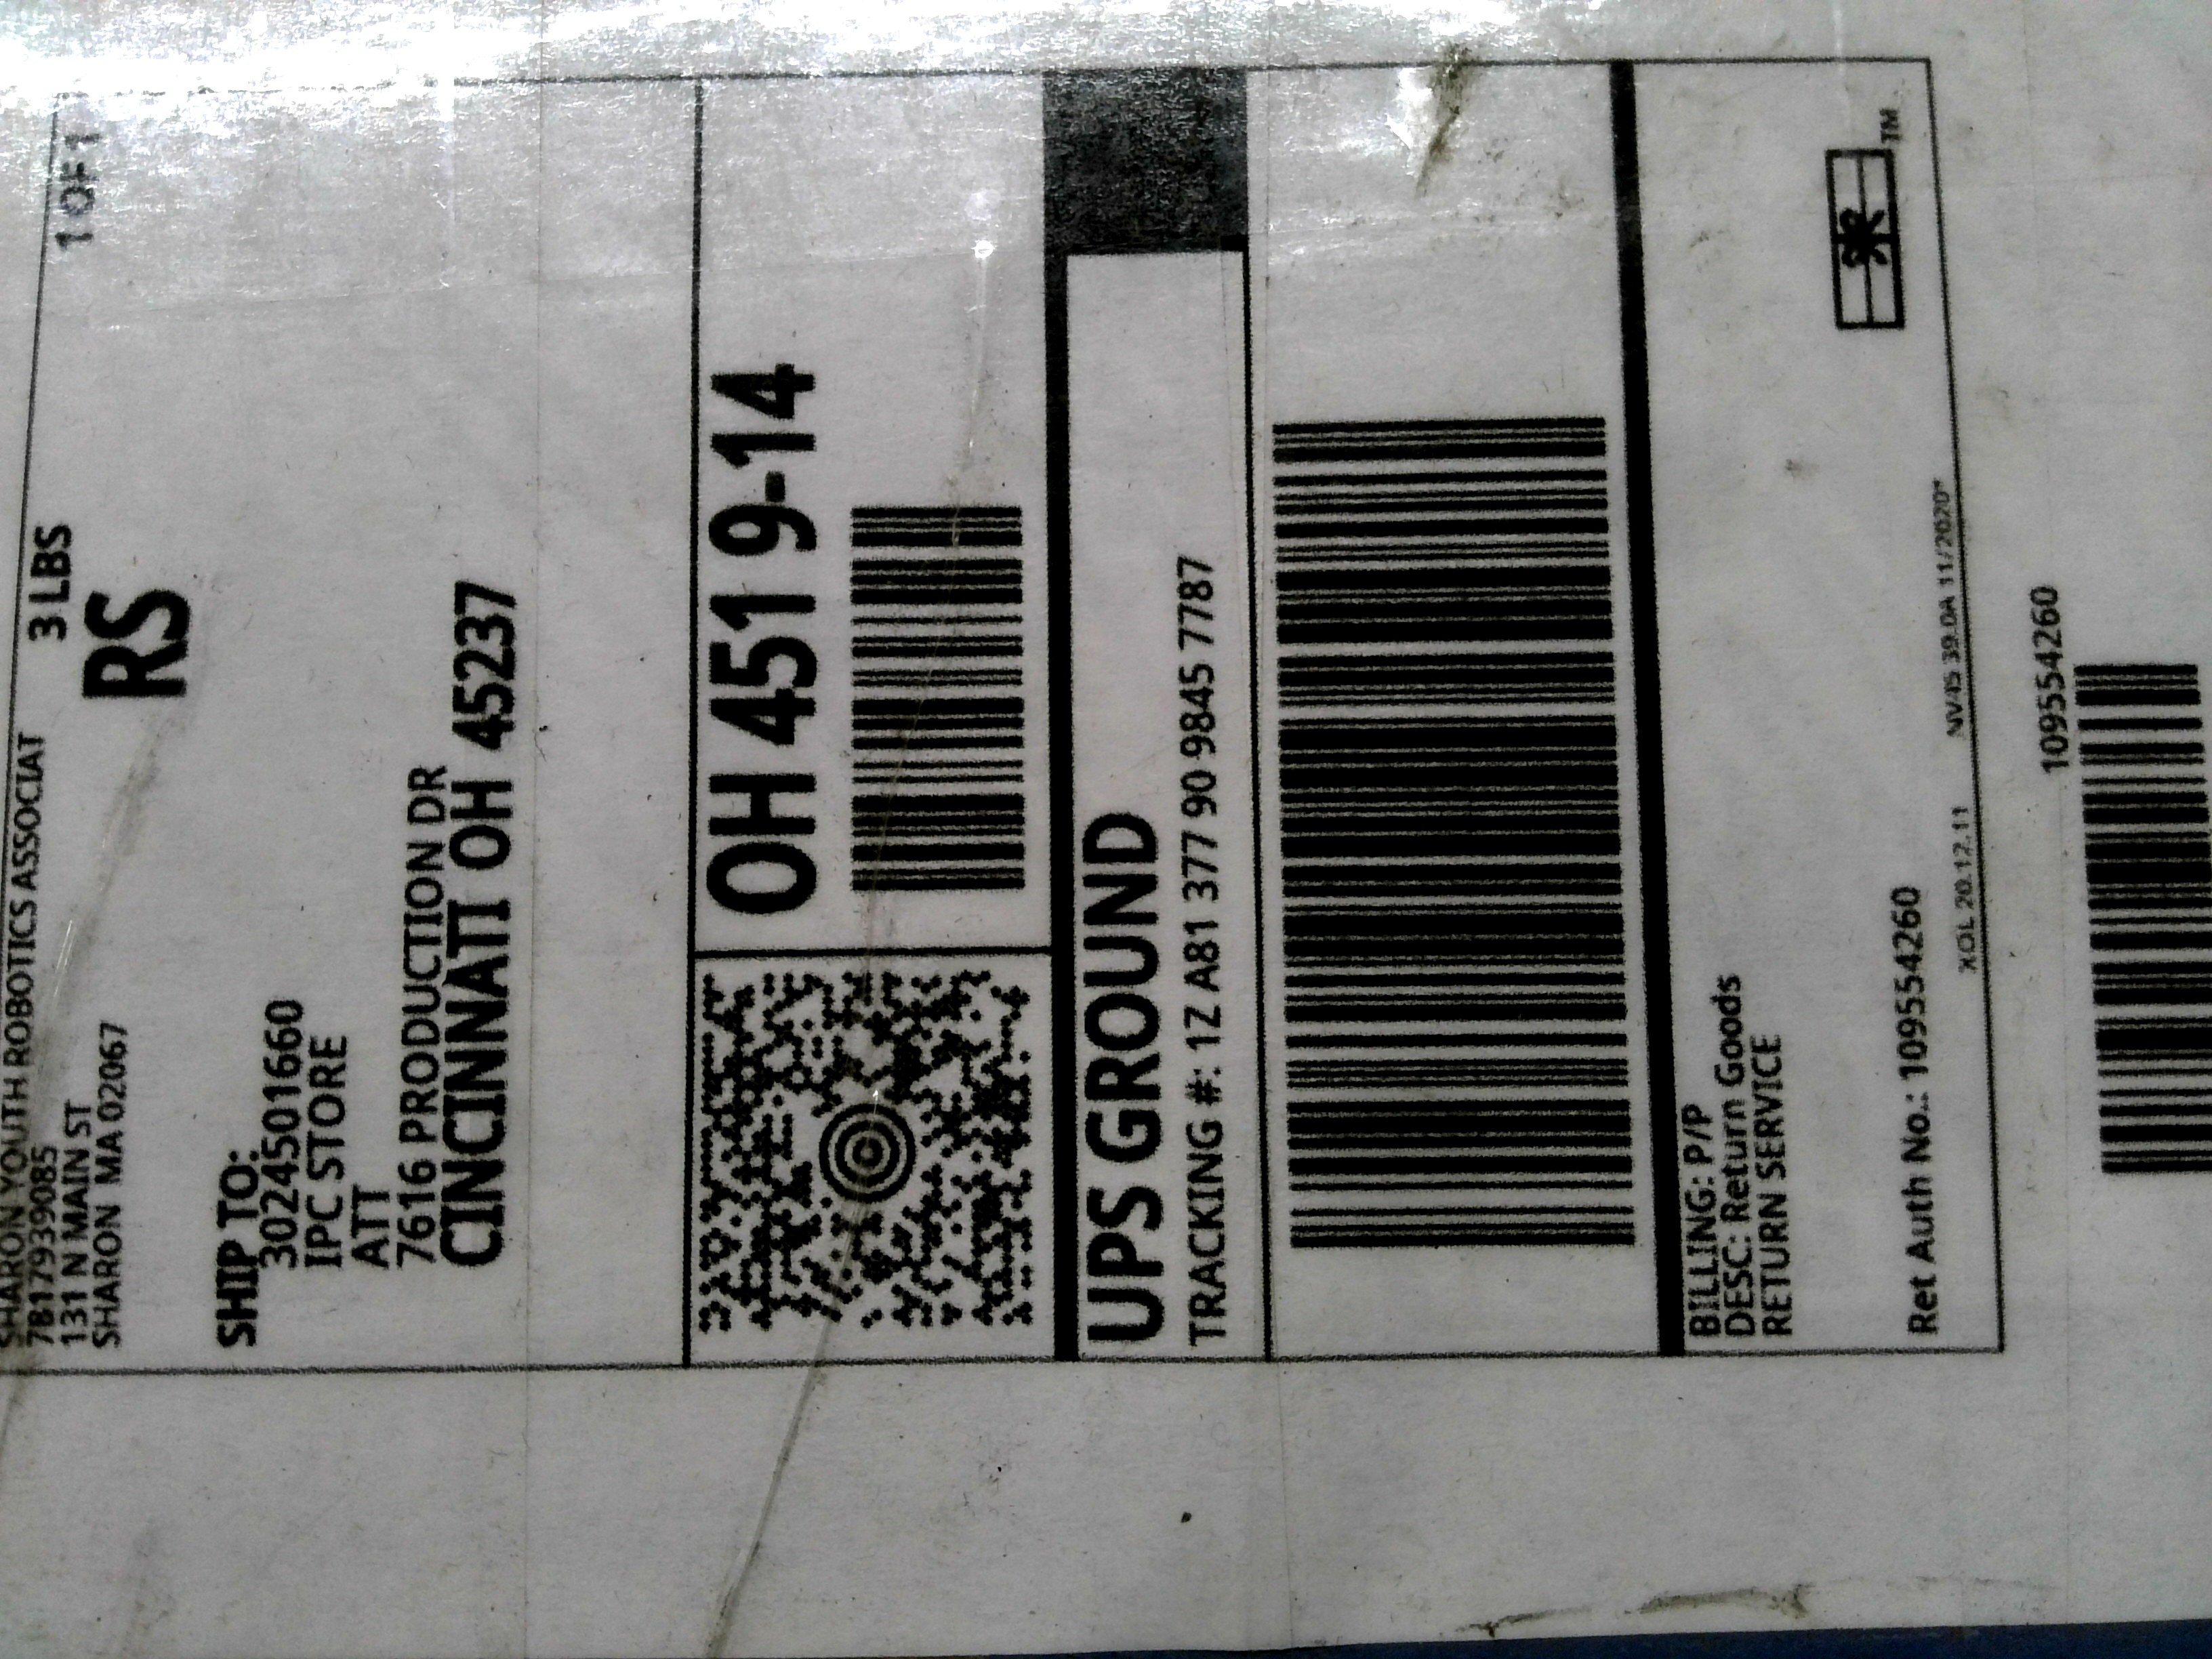 SHARON YOUTH ROBOTICS ASSOCIAT
7817939085
131 N MAIN ST
SHARON MA 02067
3 LBS
1 OF 1
RS
SHIP TO:
3024501660
IPC STORE
ATT
7616 PRODUCTION DR
CINCINNATI OH 45237
OH 451 9-14
UPS GROUND
TRACKING #: 1Z A81 377 90 9845 7787
BILLING: P/P
DESC: Return Goods
RETURN SERVICE
Ret Auth No.: 109554260
TM
XOL 20.12.11 NV45 39.0A 11/2020*
109554260